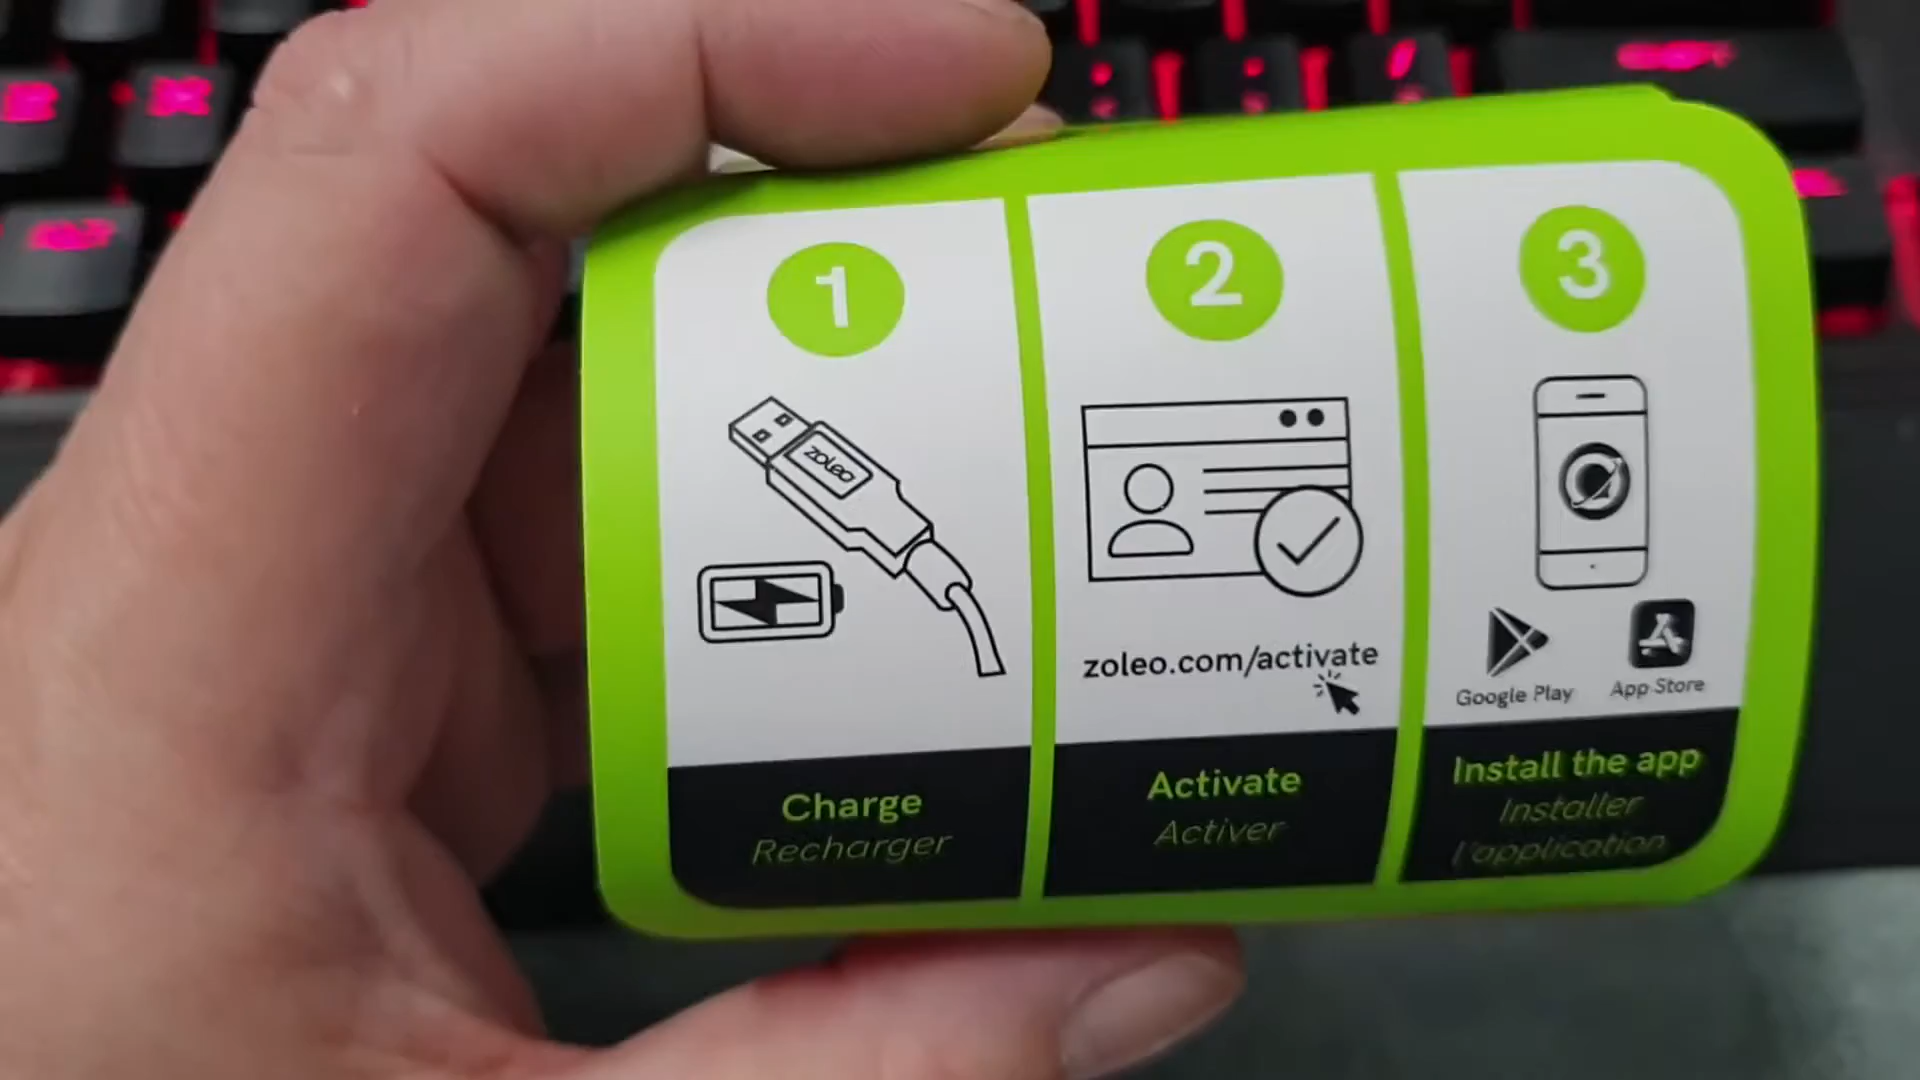 1
zoleo
Charge
Recharger
2
zoleo.com/activate
Activate
Activer
3
Google Play
App Store
Install the app
Installer
l'application